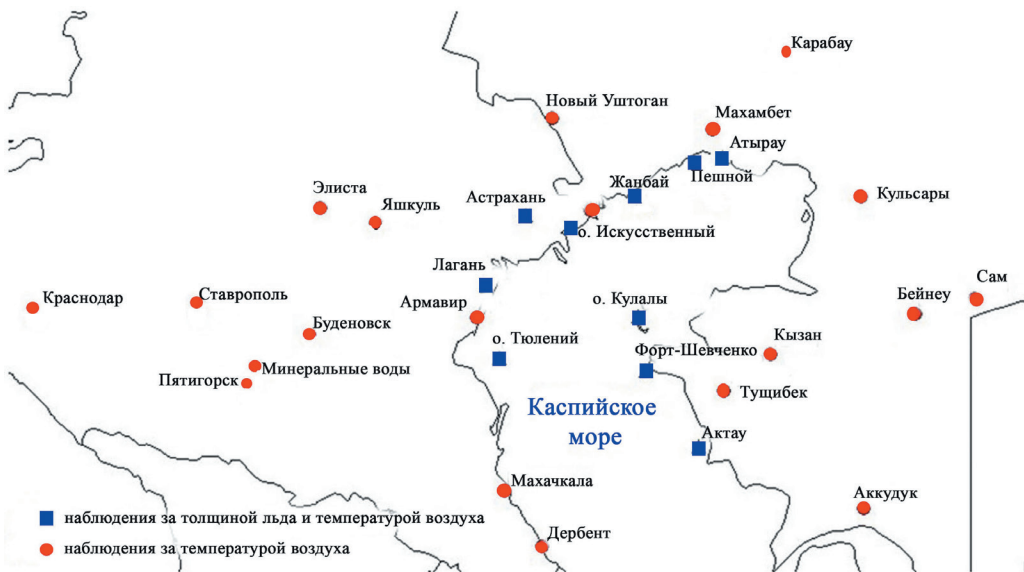 Карабау
Новый Уштоган
Махамбет
Атырау
Пешной
Жанбай
Элиста
Яшкуль
Астрахань
Кульсары
о. Искусственный
Лагань
Сам
Краснодар
Ставрополь
Армавир
о. Кулалы
Бейнеу
Буденовск
о. Тюлений
Кызан
Форт-Шевченко
Минеральные воды
Пятигорск
Тущибек
Каспийское
море
Актау
Махачкала
Аккудук
наблюдения за толщиной льда и температурой воздуха
Дербент
наблюдения за температурой воздуха